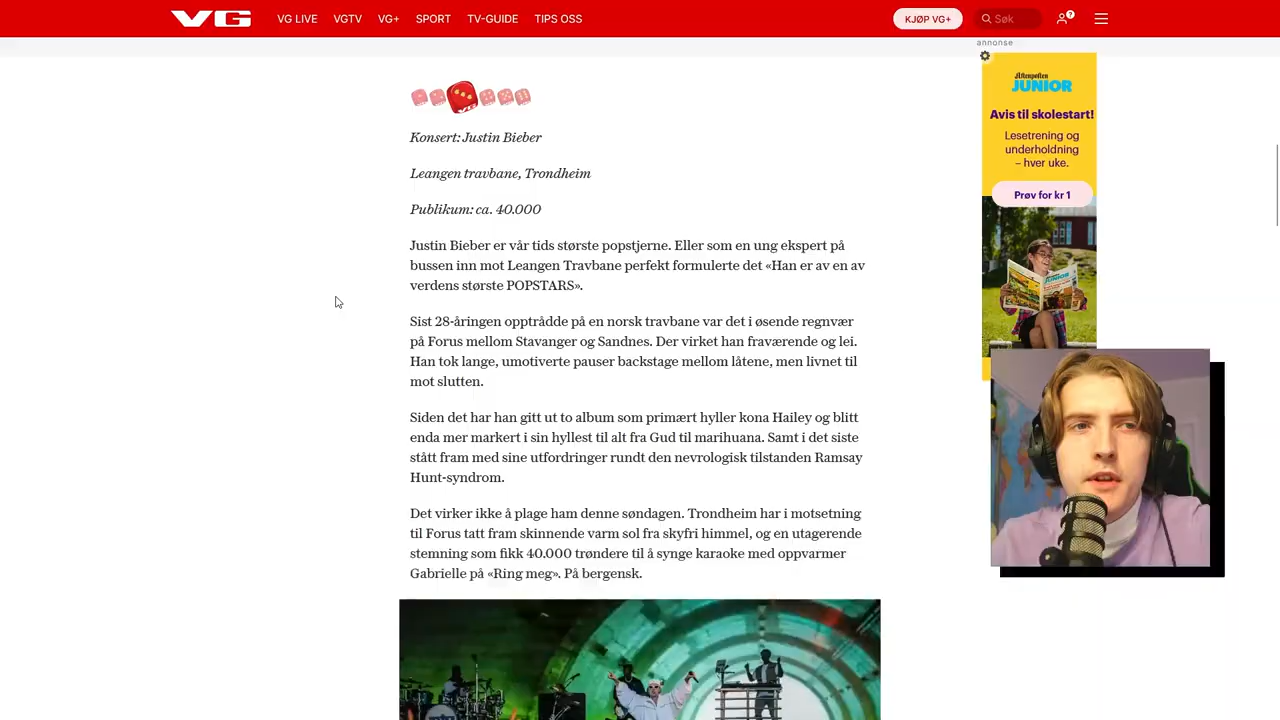 VG
VG LIVE
VGTV
VG+
SPORT
TV-GUIDE
TIPS OSS
KJØP VG+
Søk
annonse
VG
Konsert: Justin Bieber
Leangen travbane, Trondheim
Publikum: ca. 40.000
Justin Bieber er vår tids største popstjerne. Eller som en ung ekspert på
bussen inn mot Leangen Travbane perfekt formulerte det «Han er av en av
verdens største POPSTARS».
Sist 28-åringen opptrådde på en norsk travbane var det i øsende regnvær
på Forus mellom Stavanger og Sandnes. Der virket han fraværende og lei.
Han tok lange, umotiverte pauser backstage mellom låtene, men livnet til
mot slutten.
Siden det har han gitt ut to album som primært hyller kona Hailey og blitt
enda mer markert i sin hyllest til alt fra Gud til marihuana. Samt i det siste
stått fram med sine utfordringer rundt den nevrologisk tilstanden Ramsay
Hunt-syndrom.
Det virker ikke å plage ham denne søndagen. Trondheim har i motsetning
til Forus tatt fram skinnende varm sol fra skyfri himmel, og en utagerende
stemning som fikk 40.000 trøndere til å synge karaoke med oppvarmer
Gabrielle på «Ring meg». På bergensk.
Aftenposten
JUNIOR
Avis til skolestart!
Lesetrening og
underholdning
– hver uke.
Prøv for kr 1
JUNIOR